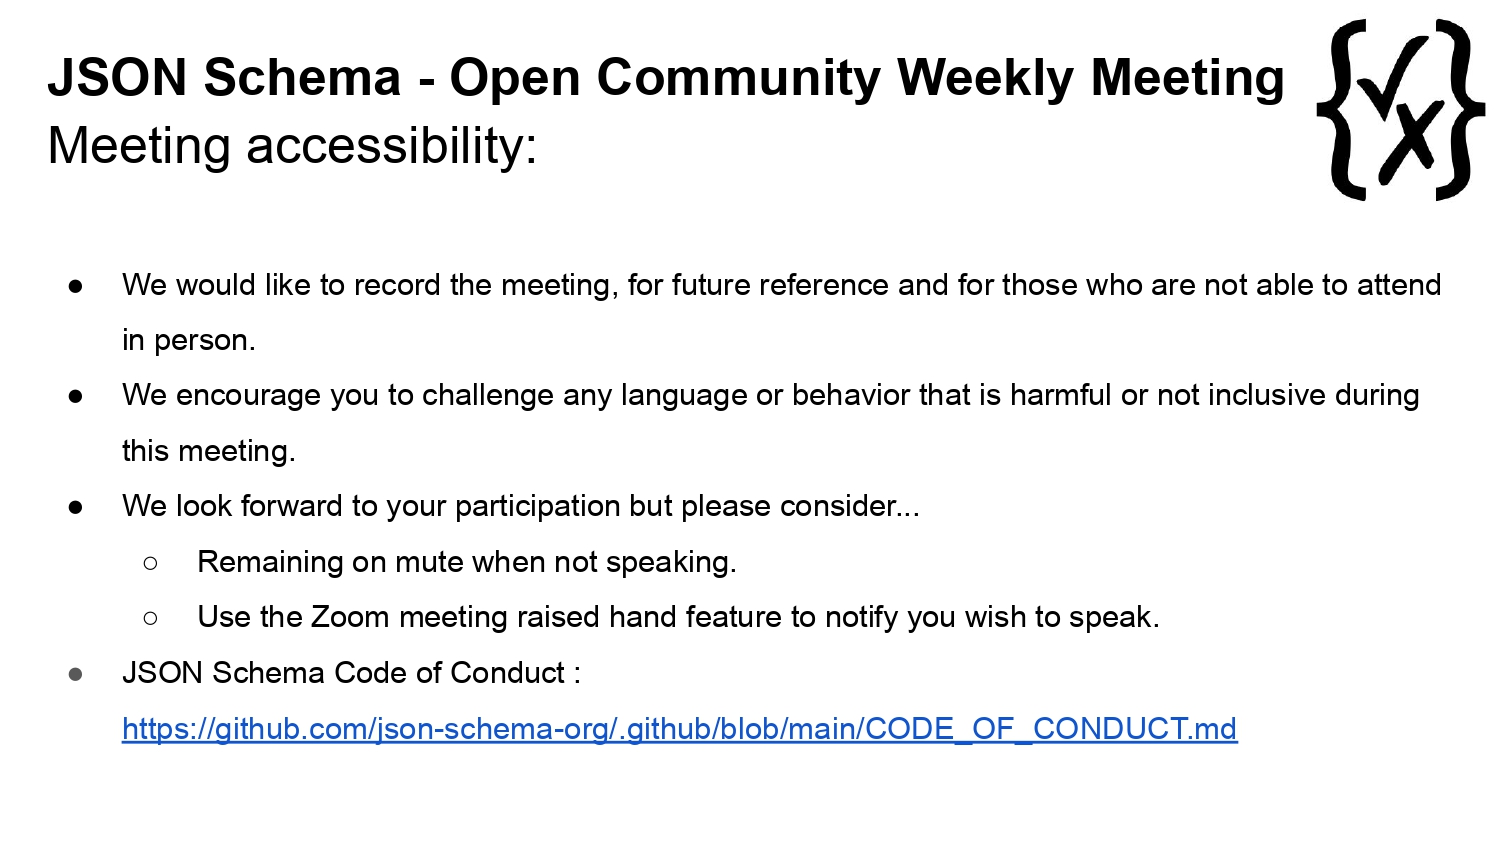 JSON Schema - Open Community Weekly Meeting
Meeting accessibility:
● We would like to record the meeting, for future reference and for those who are not able to attend
in person.
● We encourage you to challenge any language or behavior that is harmful or not inclusive during
this meeting.
● We look forward to your participation but please consider...
○ Remaining on mute when not speaking.
○ Use the Zoom meeting raised hand feature to notify you wish to speak.
● JSON Schema Code of Conduct :
https://github.com/json-schema-org/.github/blob/main/CODE_OF_CONDUCT.md